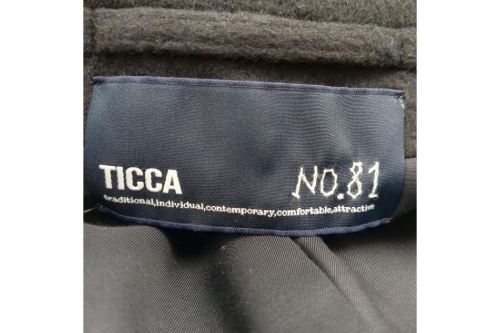 TICCA NO.81
traditional,individual,contemporary,comfortable,attractive